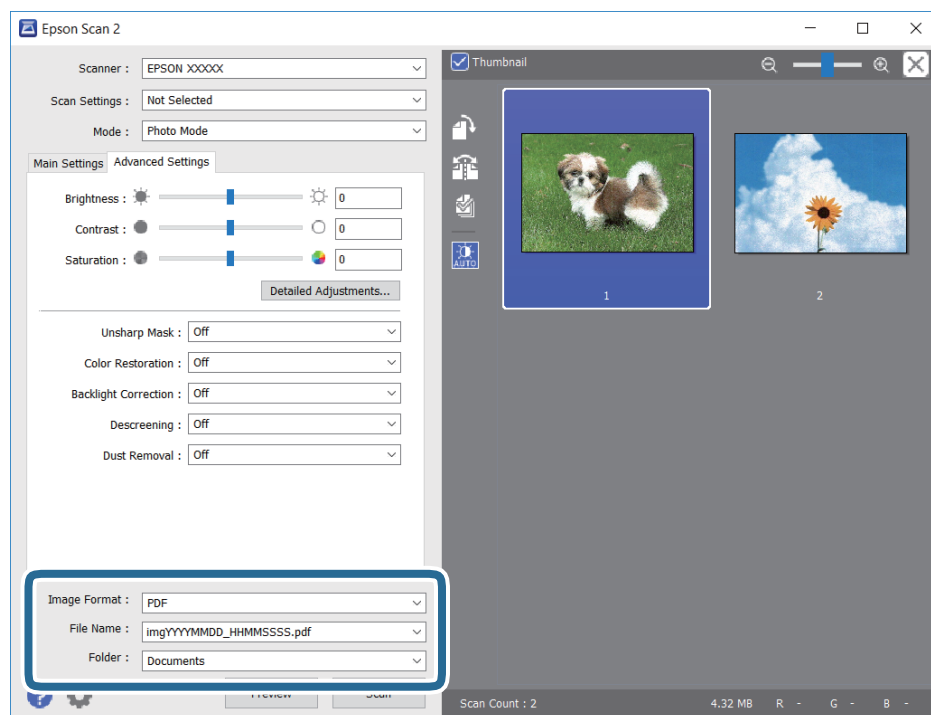 Epson Scan 2
Scanner : EPSON XXXXX
Scan Settings : Not Selected
Mode : Photo Mode
Main Settings Advanced Settings
Brightness : 0
Contrast : 0
Saturation : 0
Detailed Adjustments...
Unsharp Mask : Off
Color Restoration : Off
Backlight Correction : Off
Descreening : Off
Dust Removal : Off
Image Format : PDF
File Name : imgYYYYMMDD_HHMMSSSS.pdf
Folder : Documents
?
Preview Scan
Thumbnail
AUTO
1
2
Scan Count : 2 4.32 MB R - G - B -